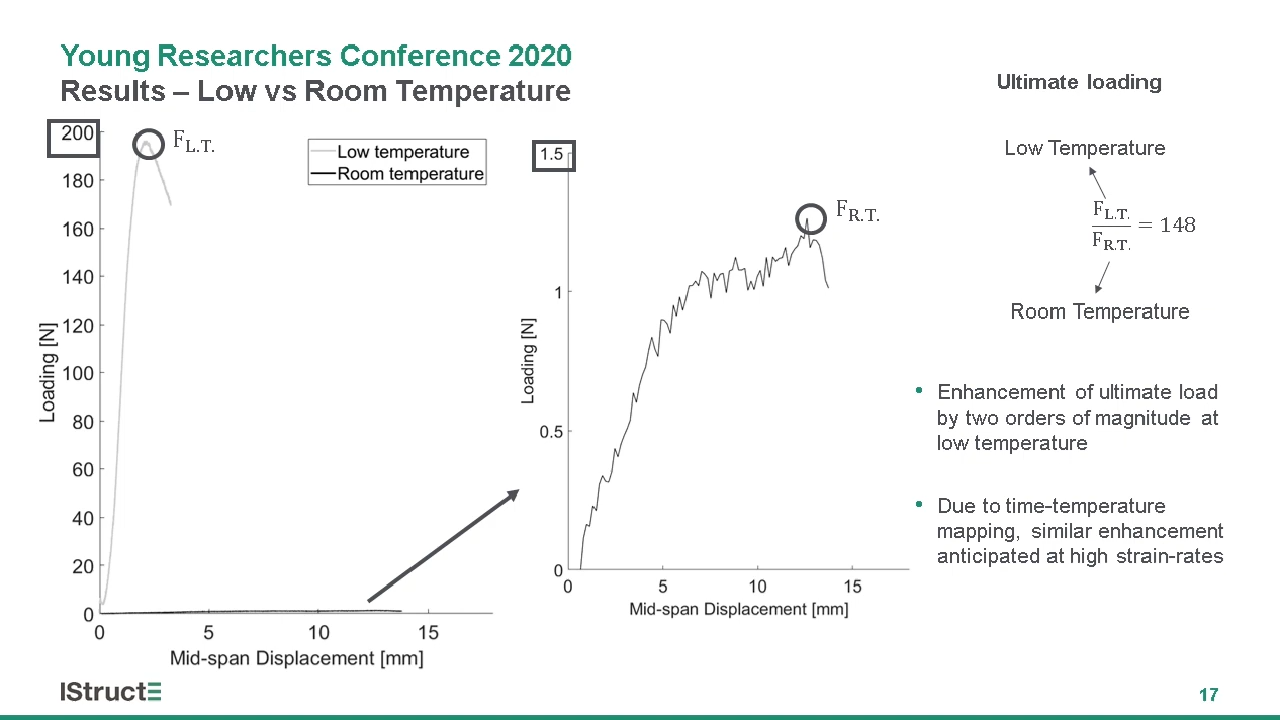 Young Researchers Conference 2020
Results – Low vs Room Temperature
200
180
160
140
120
100
80
60
40
20
0
0 5 10 15
Loading [N]
Mid-span Displacement [mm]
F_L.T.
Low temperature
Room temperature
1.5
1
0.5
0
0 5 10 15
Loading [N]
Mid-span Displacement [mm]
F_R.T.
Ultimate loading
Low Temperature
F_L.T. / F_R.T. = 148
Room Temperature
• Enhancement of ultimate load
by two orders of magnitude at
low temperature
• Due to time-temperature
mapping, similar enhancement
anticipated at high strain-rates
IStructE
17